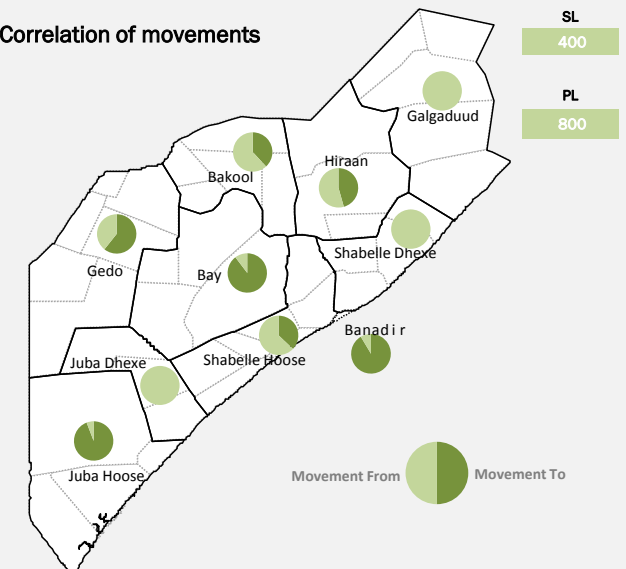 Correlation of movements
SL
400
PL
800
Galgaduud
Hiraan
Bakool
Shabelle Dhexe
Gedo
Bay
Banadir
Juba Dhexe
Shabelle Hoose
Juba Hoose
Movement From
Movement To